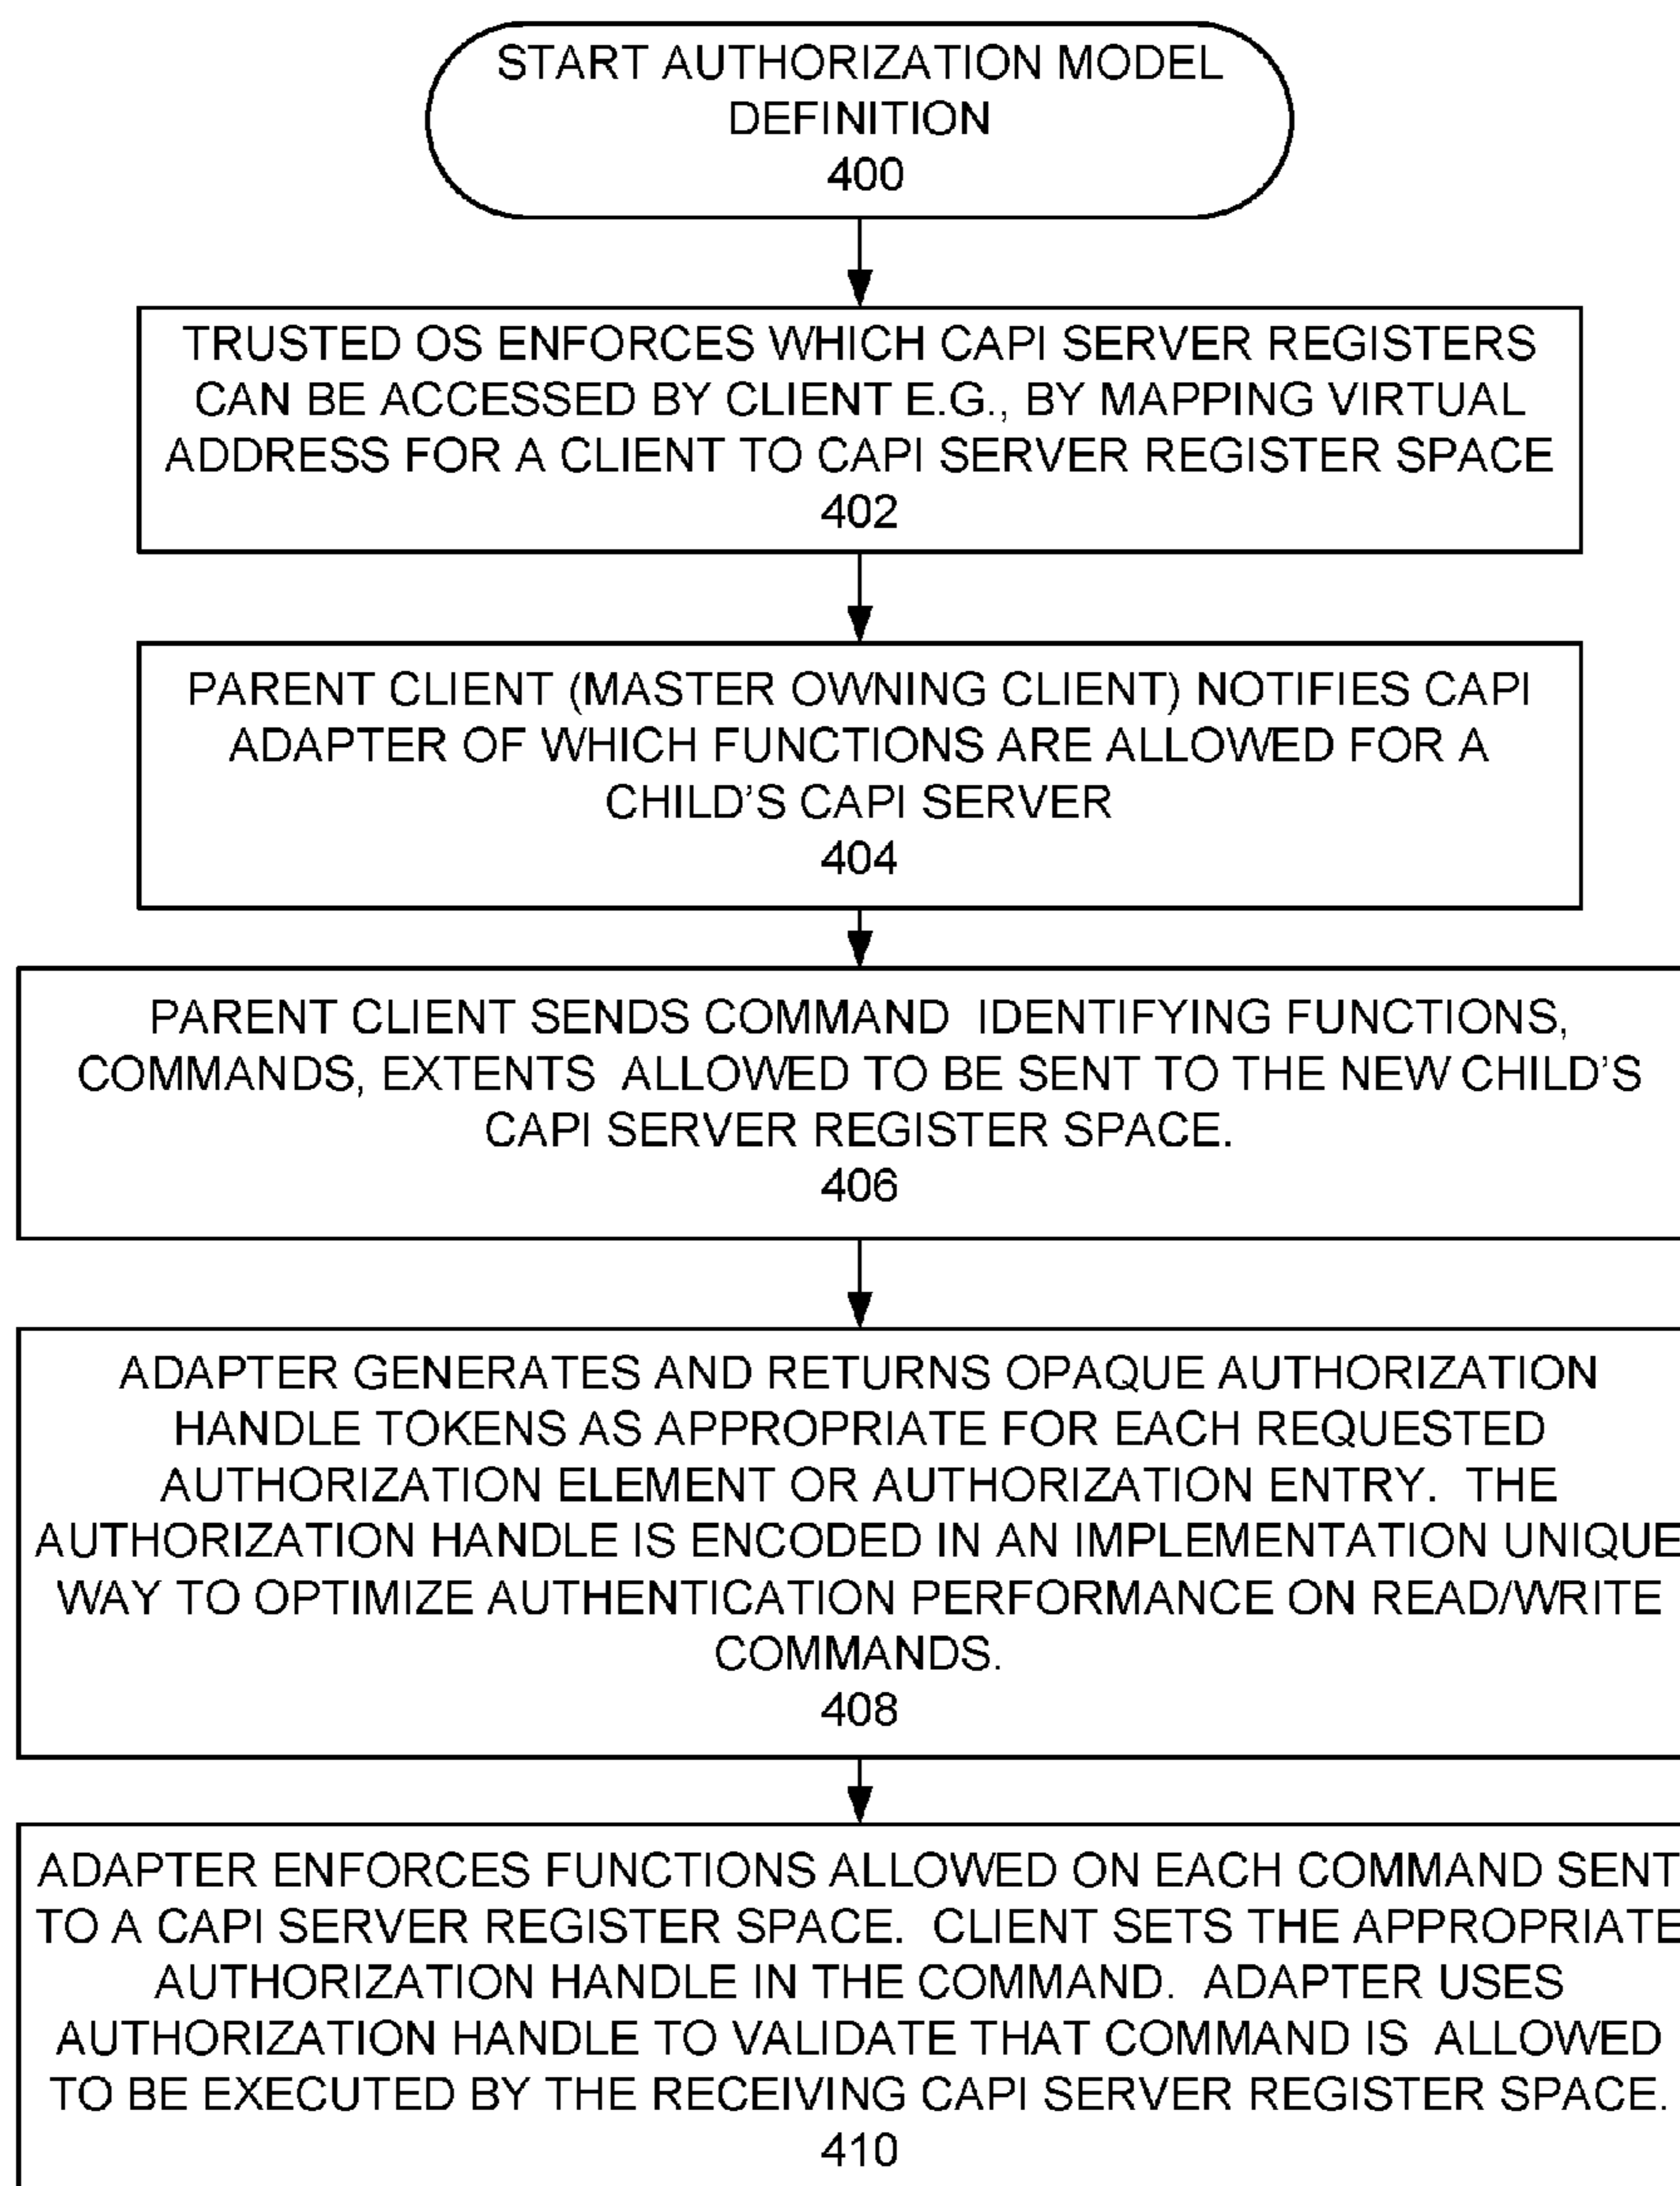 START AUTHORIZATION MODEL
DEFINITION
400
TRUSTED OS ENFORCES WHICH CAPI SERVER REGISTERS
CAN BE ACCESSED BY CLIENT E.G., BY MAPPING VIRTUAL
ADDRESS FOR A CLIENT TO CAPI SERVER REGISTER SPACE
402
PARENT CLIENT (MASTER OWNING CLIENT) NOTIFIES CAPI
ADAPTER OF WHICH FUNCTIONS ARE ALLOWED FOR A
CHILD'S CAPI SERVER
404
PARENT CLIENT SENDS COMMAND IDENTIFYING FUNCTIONS,
COMMANDS, EXTENTS ALLOWED TO BE SENT TO THE NEW CHILD'S
CAPI SERVER REGISTER SPACE.
406
ADAPTER GENERATES AND RETURNS OPAQUE AUTHORIZATION
HANDLE TOKENS AS APPROPRIATE FOR EACH REQUESTED
AUTHORIZATION ELEMENT OR AUTHORIZATION ENTRY. THE
AUTHORIZATION HANDLE IS ENCODED IN AN IMPLEMENTATION UNIQUE
WAY TO OPTIMIZE AUTHENTICATION PERFORMANCE ON READ/WRITE
COMMANDS.
408
ADAPTER ENFORCES FUNCTIONS ALLOWED ON EACH COMMAND SENT
TO A CAPI SERVER REGISTER SPACE. CLIENT SETS THE APPROPRIATE
AUTHORIZATION HANDLE IN THE COMMAND. ADAPTER USES
AUTHORIZATION HANDLE TO VALIDATE THAT COMMAND IS ALLOWED
TO BE EXECUTED BY THE RECEIVING CAPI SERVER REGISTER SPACE.
410